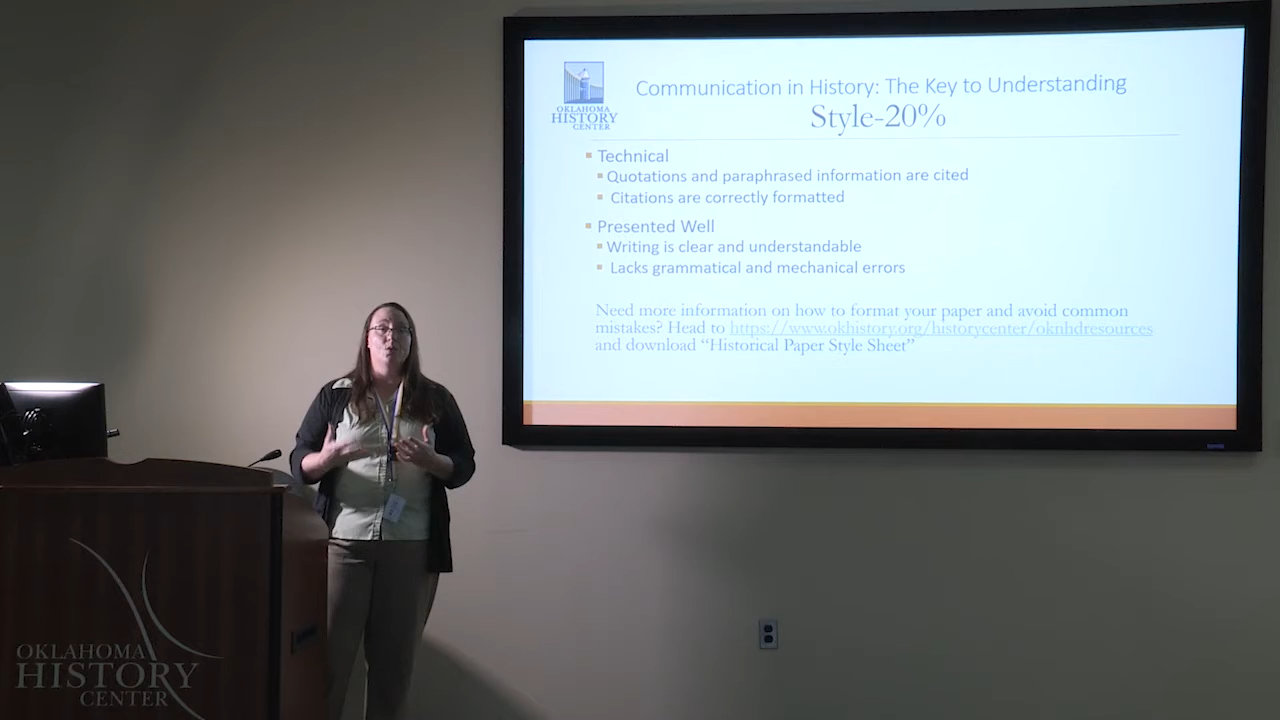 OKLAHOMA
HISTORY
CENTER
Communication in History: The Key to Understanding
Style-20%
Technical
Quotations and paraphrased information are cited
Citations are correctly formatted
Presented Well
Writing is clear and understandable
Lacks grammatical and mechanical errors
Need more information on how to format your paper and avoid common
mistakes? Head to https://www.okhistory.org/historycenter/oknhdresources
and download “Historical Paper Style Sheet”
OKLAHOMA
HISTORY
CENTER